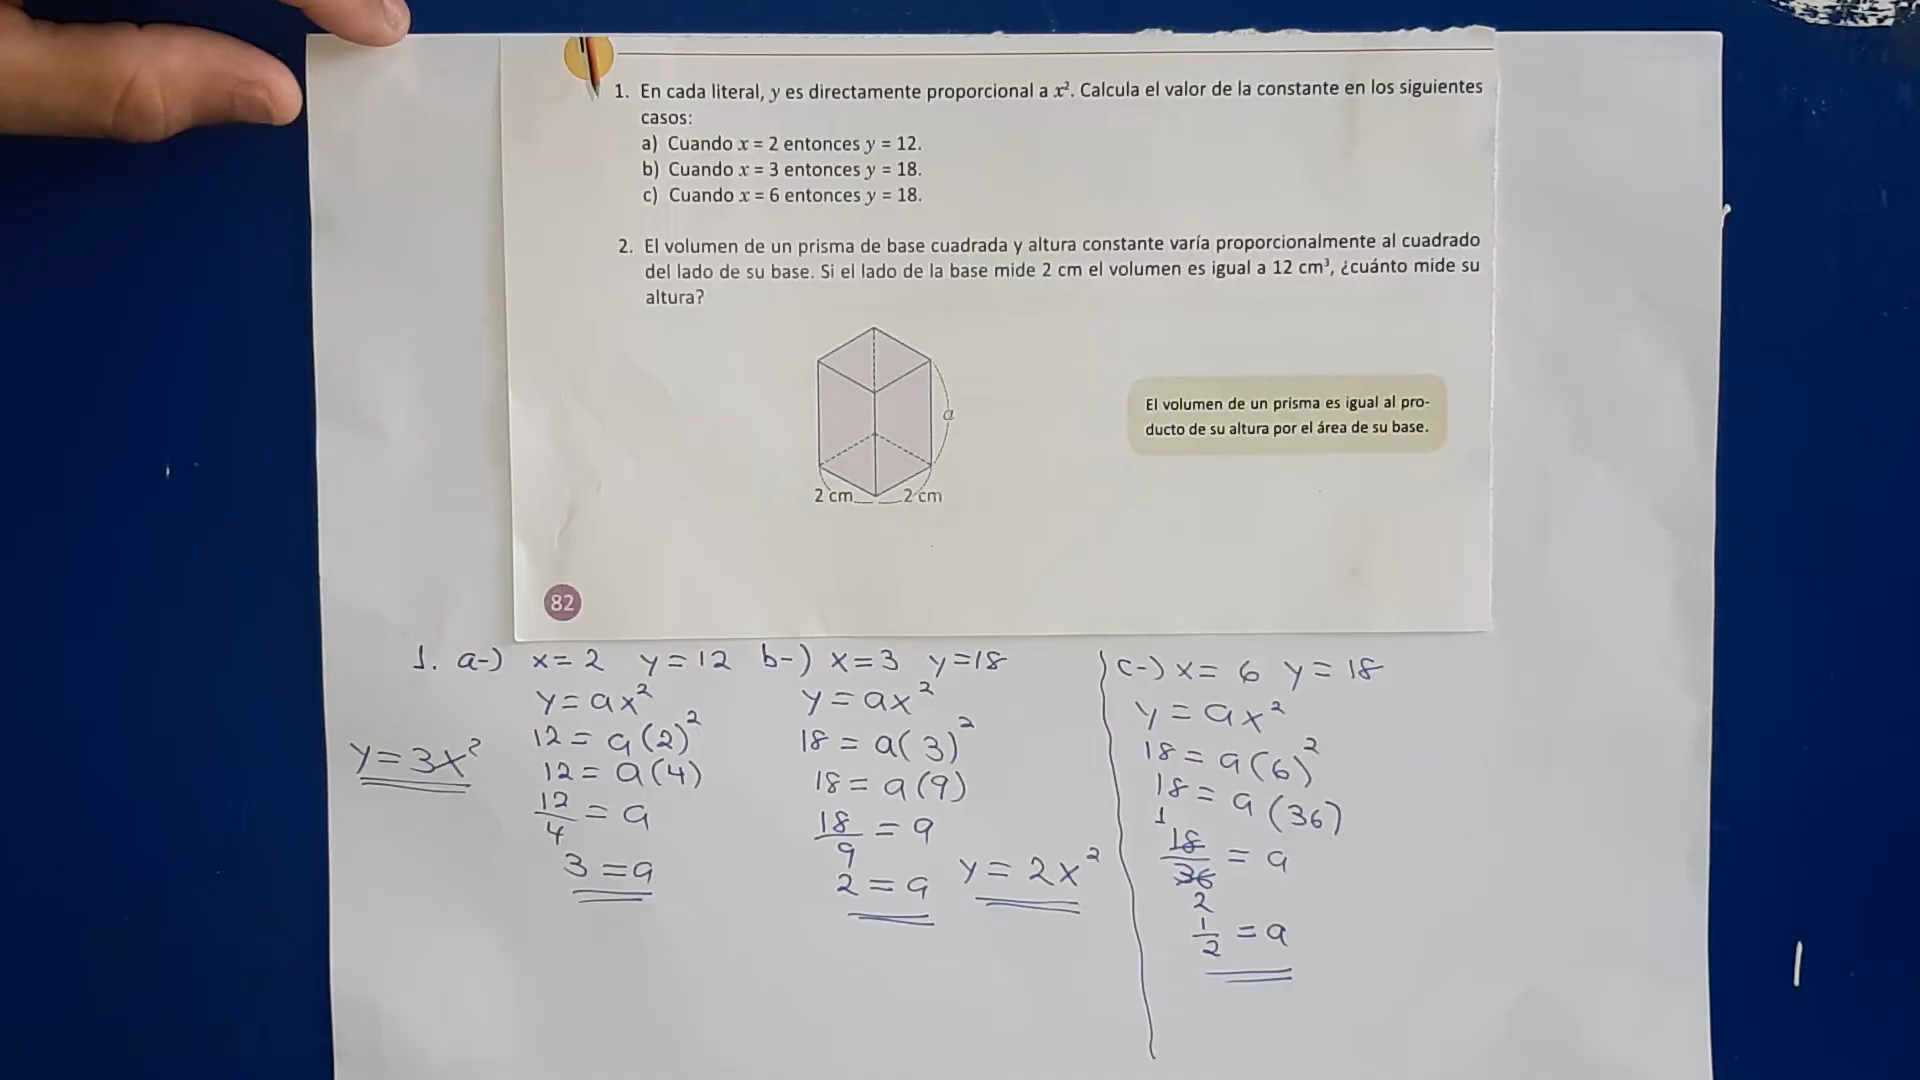 1. En cada literal, y es directamente proporcional a x². Calcula el valor de la constante en los siguientes
casos:
a) Cuando x = 2 entonces y = 12.
b) Cuando x = 3 entonces y = 18.
c) Cuando x = 6 entonces y = 18.
2. El volumen de un prisma de base cuadrada y altura constante varía proporcionalmente al cuadrado
del lado de su base. Si el lado de la base mide 2 cm el volumen es igual a 12 cm³, ¿cuánto mide su
altura?
a
2 cm 2 cm
El volumen de un prisma es igual al pro-
ducto de su altura por el área de su base.
82
1. a-) x=2 y=12
y=ax²
12=a(2)²
12=a(4)
12/4=a
3=a
y=3x²
b-) x=3 y=18
y=ax²
18=a(3)²
18=a(9)
18/9=a
2=a
y=2x²
c-) x=6 y=18
y=ax²
18=a(6)²
18=a(36)
1
18/36=a
2
1/2=a